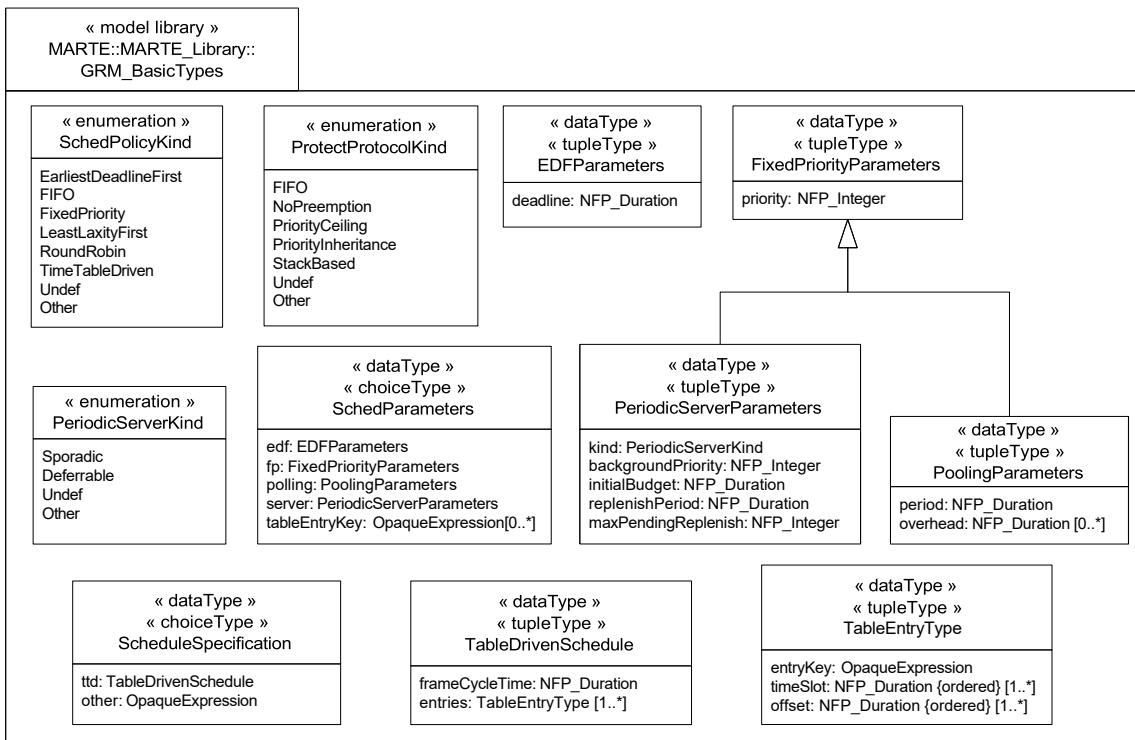 « model library »
MARTE::MARTE_Library::
GRM_BasicTypes
« enumeration »
SchedPolicyKind
EarliestDeadlineFirst
FIFO
FixedPriority
LeastLaxityFirst
RoundRobin
TimeTableDriven
Undef
Other
« enumeration »
ProtectProtocolKind
FIFO
NoPreemption
PriorityCeiling
PriorityInheritance
StackBased
Undef
Other
« dataType »
« tupleType »
EDFParameters
deadline: NFP_Duration
« dataType »
« tupleType »
FixedPriorityParameters
priority: NFP_Integer
« enumeration »
PeriodicServerKind
Sporadic
Deferrable
Undef
Other
« dataType »
« choiceType »
SchedParameters
edf: EDFParameters
fp: FixedPriorityParameters
polling: PoolingParameters
server: PeriodicServerParameters
tableEntryKey: OpaqueExpression[0..*]
« dataType »
« tupleType »
PeriodicServerParameters
kind: PeriodicServerKind
backgroundPriority: NFP_Integer
initialBudget: NFP_Duration
replenishPeriod: NFP_Duration
maxPendingReplenish: NFP_Integer
« dataType »
« tupleType »
PoolingParameters
period: NFP_Duration
overhead: NFP_Duration [0..*]
« dataType »
« choiceType »
ScheduleSpecification
ttd: TableDrivenSchedule
other: OpaqueExpression
« dataType »
« tupleType »
TableDrivenSchedule
frameCycleTime: NFP_Duration
entries: TableEntryType [1..*]
« dataType »
« tupleType »
TableEntryType
entryKey: OpaqueExpression
timeSlot: NFP_Duration {ordered} [1..*]
offset: NFP_Duration {ordered} [1..*]